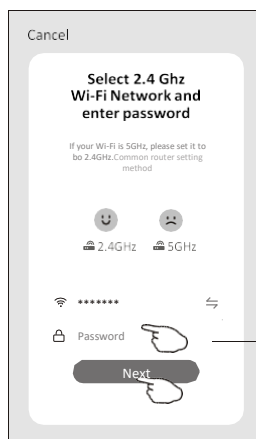 Cancel
Select 2.4 Ghz
Wi-Fi Network and
enter password
If your Wi-Fi is 5GHz, please set it to
bo 2.4GHz.Common router setting
method
2.4GHz 5GHz
*******
Password
Next